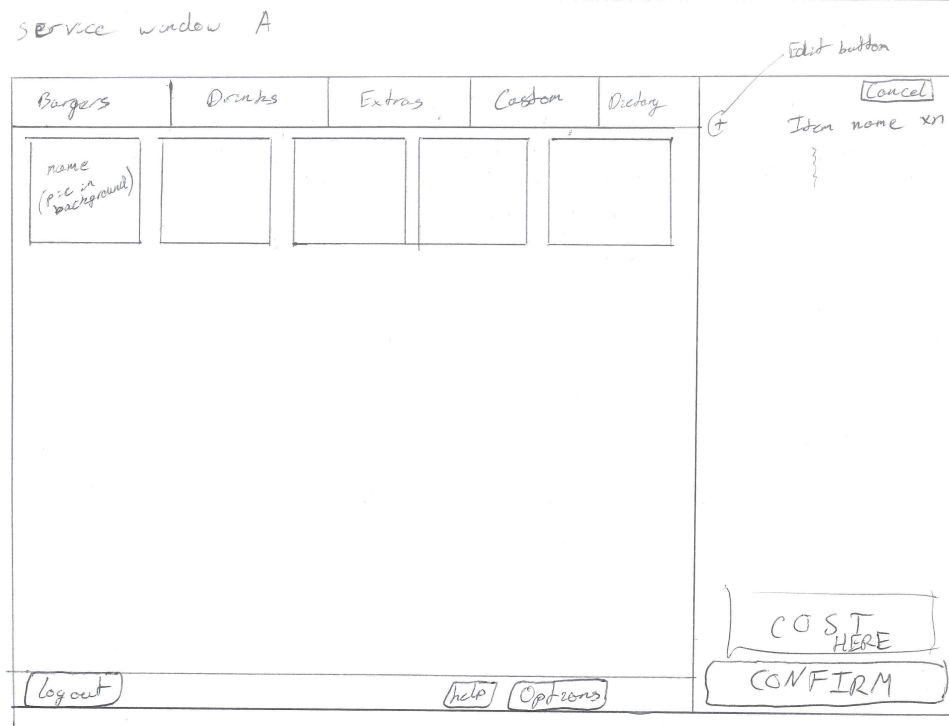 service window A
Edit button
Burgers Drinks Extras Custom Dietary
Cancel
+ Item name xn
name
(pic in
background)
COST
HERE
CONFIRM
logout help Options